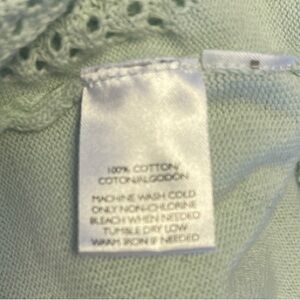 100% COTTON/
COTON/ALGODON
MACHINE WASH COLD
ONLY NON-CHLORINE
BLEACH WHEN NEEDED
TUMBLE DRY LOW
WARM IRON IF NEEDED